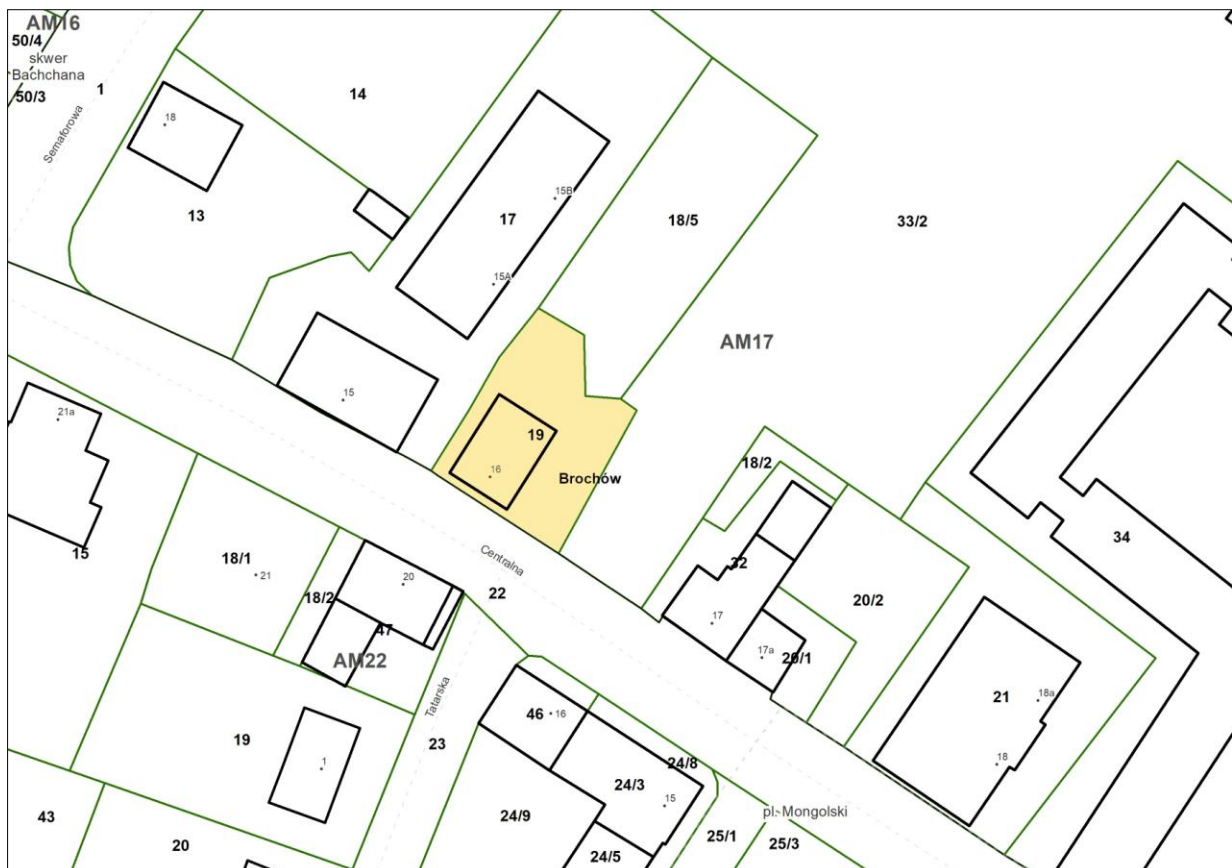 AM16
50/4
skwer
Bachchana
50/3
1
Semaforowa
18
14
13
17
15B
15A
18/5
33/2
AM17
15
19
16
Brochów
21a
15
18/1
21
18/2
20
47
AM22
Centralna
22
18/2
32
17
17a
20/1
20/2
34
21
18a
18
Tatarska
23
19
1
43
20
46
16
24/8
24/3
15
24/9
24/5
25/1
25/3
pl. Mongolski